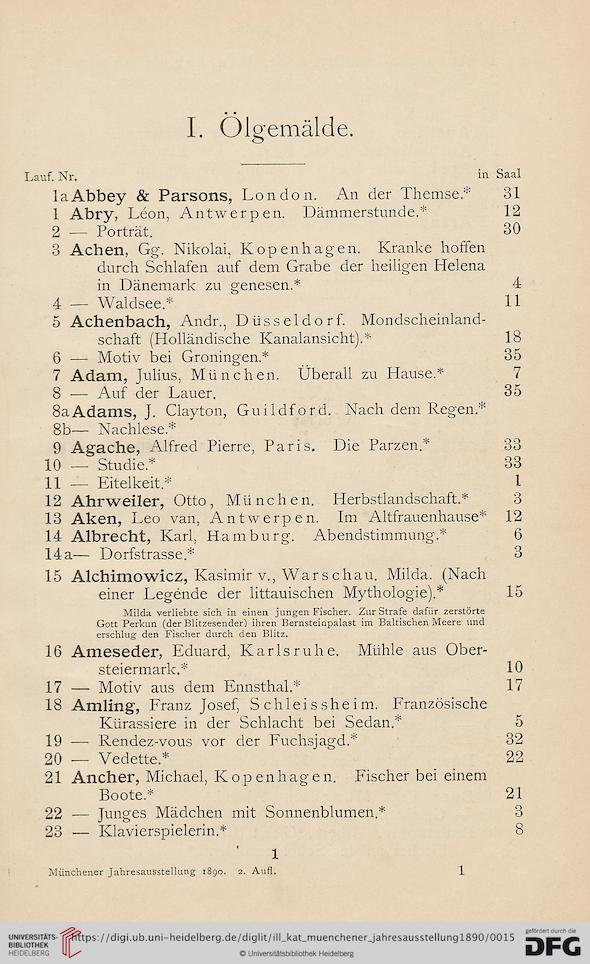 I. Ölgemälde.
Lauf. Nr. in Saal
1a Abbey & Parsons, London. An der Themse.* 31
1 Abry, Léon, Antwerpen. Dämmerstunde.* 12
2 — Porträt. 30
3 Achen, Gg. Nikolai, Kopenhagen. Kranke hoffen
durch Schlafen auf dem Grabe der heiligen Helena
in Dänemark zu genesen.* 4
4 — Waldsee.* 11
5 Achenbach, Andr., Düsseldorf. Mondscheinland-
schaft (Holländische Kanalansicht).* 18
6 — Motiv bei Groningen.* 35
7 Adam, Julius, München. Überall zu Hause.* 7
8 — Auf der Lauer. 35
8a Adams, J. Clayton, Guildford. Nach dem Regen.*
8b — Nachlese.*
9 Agache, Alfred Pierre, Paris. Die Parzen.* 33
10 — Studie.* 33
11 — Eitelkeit.* 1
12 Ahrweiler, Otto, München. Herbstlandschaft.* 3
13 Aken, Leo van, Antwerpen. Im Altfrauenhause* 12
14 Albrecht, Karl, Hamburg. Abendstimmung.* 6
14a — Dorfstrasse.* 3
15 Alchimowicz, Kasimir v., Warschau. Milda. (Nach
einer Legénde der littauischen Mythologie).* 15
Milda verliebte sich in einen jungen Fischer. Zur Strafe dafür zerstörte
Gott Perkun (der Blitzesender) ihren Bernsteinpalast im Baltischen Meere und
erschlug den Fischer durch den Blitz.
16 Ameseder, Eduard, Karlsruhe. Mühle aus Ober-
steiermark.* 10
17 — Motiv aus dem Ennsthal.* 17
18 Amling, Franz Josef, Schleissheim. Französische
Kürassiere in der Schlacht bei Sedan.* 5
19 — Rendez-vous vor der Fuchsjagd.* 32
20 — Vedette.* 22
21 Ancher, Michael, Kopenhagen. Fischer bei einem
Boote.* 21
22 — Junges Mädchen mit Sonnenblumen.* 3
23 — Klavierspielerin.* 8
1
Münchener Jahresausstellung 1890. 2. Aufl. 1
UNIVERSITÄTS-
BIBLIOTHEK
HEIDELBERG
https://digi.ub.uni-heidelberg.de/diglit/ill_kat_muenchener_jahresausstellung1890/0015
© Universitätsbibliothek Heidelberg
gefördert durch die
DFG